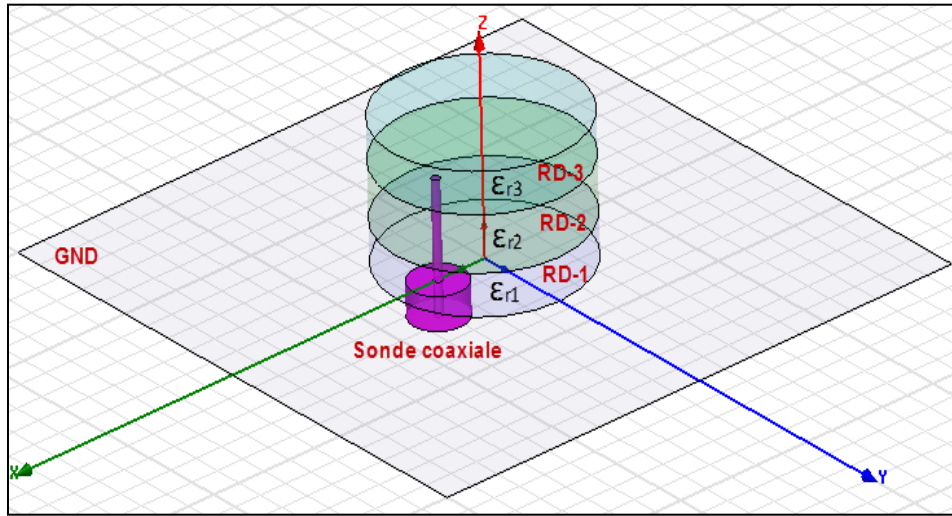 Z
RD-3
εr3
RD-2
εr2
GND
RD-1
εr1
Sonde coaxiale
X
Y